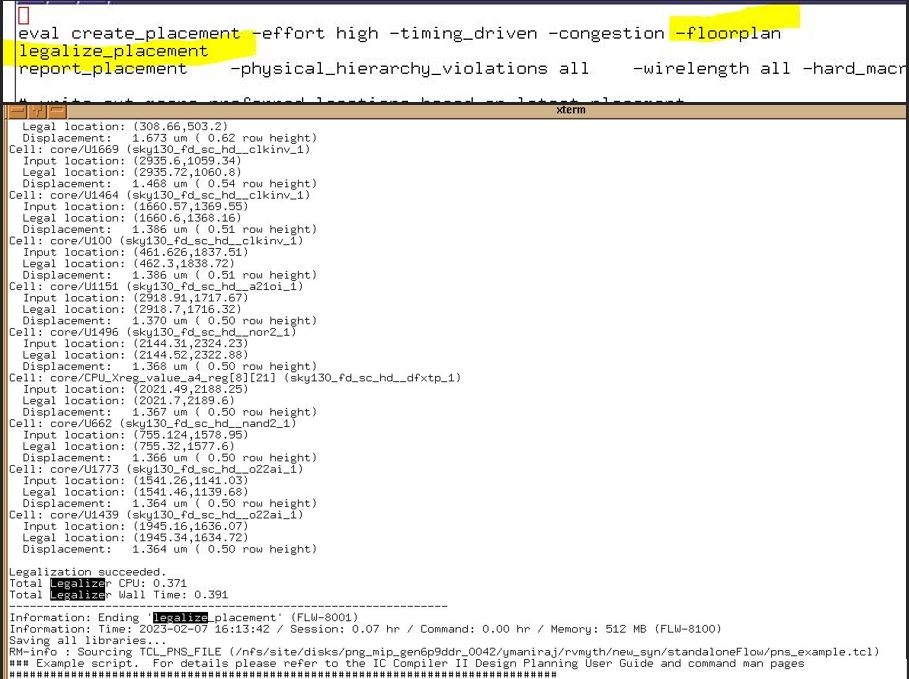 eval create_placement -effort high -timing_driven -congestion -floorplan
legalize_placement
report_placement    -physical_hierarchy_violations all    -wirelength all -hard_macr
xterm
Legal location: (308.66,503.2)
Displacement:   1.673 um ( 0.62 row height)
Cell: core/U1669 (sky130_fd_sc_hd__clkinv_1)
Input location: (2935.6,1059.34)
Legal location: (2935.72,1060.8)
Displacement:   1.468 um ( 0.54 row height)
Cell: core/U1464 (sky130_fd_sc_hd__clkinv_1)
Input location: (1660.57,1369.55)
Legal location: (1660.6,1368.16)
Displacement:   1.386 um ( 0.51 row height)
Cell: core/U100 (sky130_fd_sc_hd__clkinv_1)
Input location: (461.626,1837.51)
Legal location: (462.3,1838.72)
Displacement:   1.386 um ( 0.51 row height)
Cell: core/U1151 (sky130_fd_sc_hd__a21oi_1)
Input location: (2918.91,1717.67)
Legal location: (2918.7,1716.32)
Displacement:   1.370 um ( 0.50 row height)
Cell: core/U1496 (sky130_fd_sc_hd__nor2_1)
Input location: (2144.31,2324.23)
Legal location: (2144.52,2322.88)
Displacement:   1.368 um ( 0.50 row height)
Cell: core/CPU_Xreg_value_a4_reg[8][21] (sky130_fd_sc_hd__dfxtp_1)
Input location: (2021.49,2188.25)
Legal location: (2021.7,2189.6)
Displacement:   1.367 um ( 0.50 row height)
Cell: core/U662 (sky130_fd_sc_hd__nand2_1)
Input location: (755.124,1578.95)
Legal location: (755.32,1577.6)
Displacement:   1.366 um ( 0.50 row height)
Cell: core/U1773 (sky130_fd_sc_hd__o22ai_1)
Input location: (1541.26,1141.03)
Legal location: (1541.46,1139.68)
Displacement:   1.364 um ( 0.50 row height)
Cell: core/U1439 (sky130_fd_sc_hd__o22ai_1)
Input location: (1945.16,1636.07)
Legal location: (1945.34,1634.72)
Displacement:   1.364 um ( 0.50 row height)
Legalization succeeded.
Total Legalizer CPU: 0.371
Total Legalizer Wall Time: 0.391
----------------------------------------------------------------
Information: Ending 'legalize_placement' (FLW-8001)
Information: Time: 2023-02-07 16:13:42 / Session: 0.07 hr / Command: 0.00 hr / Memory: 512 MB (FLW-8100)
Saving all libraries...
RM-info : Sourcing TCL_PNS_FILE (/nfs/site/disks/png_mip_gen6p9ddr_0042/ymaniraj/rvmyth/new_syn/standaloneFlow/pns_example.tcl)
### Example script.  For details please refer to the IC Compiler II Design Planning User Guide and command man pages
################################################################################